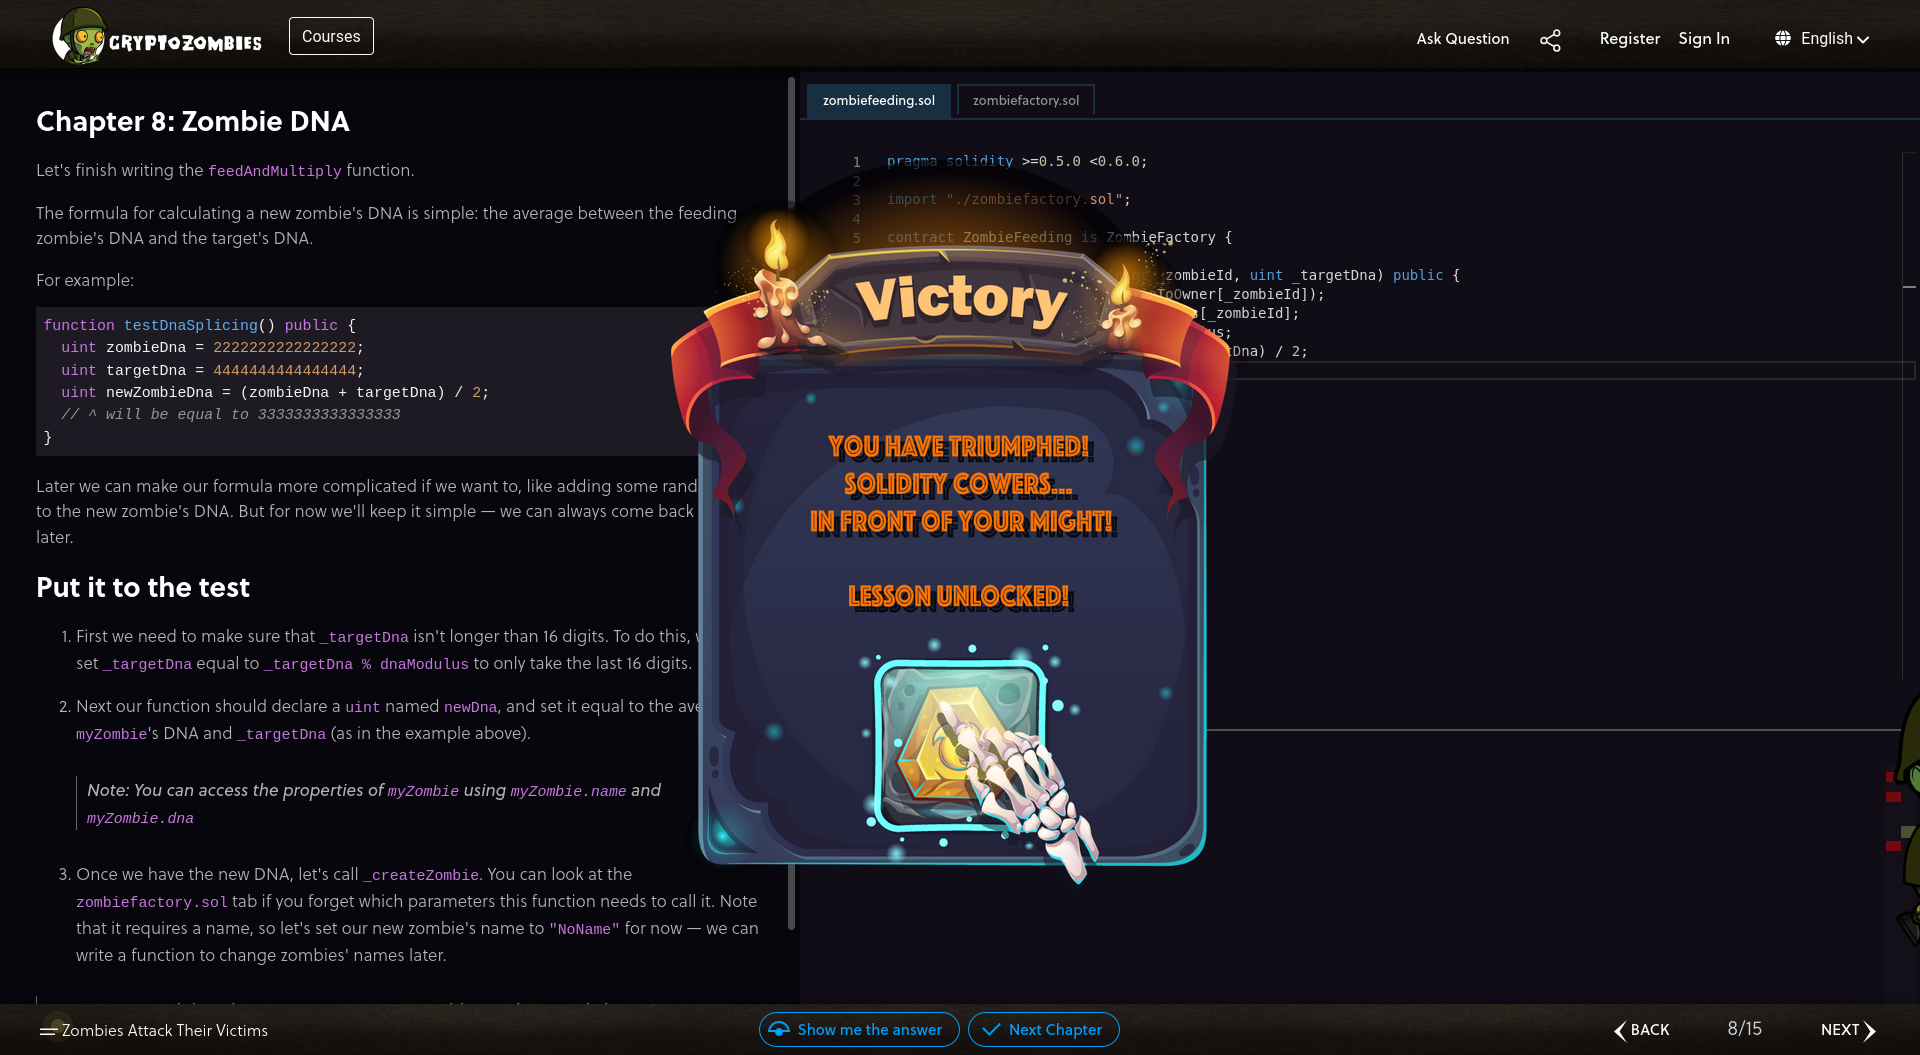 CRYPTOZOMBIES
Courses
Ask Question
Register
Sign In
English
Chapter 8: Zombie DNA
Let's finish writing the feedAndMultiply function.
The formula for calculating a new zombie's DNA is simple: the average between the feeding
zombie's DNA and the target's DNA.
For example:
function testDnaSplicing() public {
uint zombieDna = 2222222222222222;
uint targetDna = 4444444444444444;
uint newZombieDna = (zombieDna + targetDna) / 2;
// ^ will be equal to 3333333333333333
}
Later we can make our formula more complicated if we want to, like adding some rand
to the new zombie's DNA. But for now we'll keep it simple — we can always come back
later.
Put it to the test
1. First we need to make sure that _targetDna isn't longer than 16 digits. To do this,
set _targetDna equal to _targetDna % dnaModulus to only take the last 16 digits.
2. Next our function should declare a uint named newDna, and set it equal to the ave
myZombie's DNA and _targetDna (as in the example above).
Note: You can access the properties of myZombie using myZombie.name and
myZombie.dna
3. Once we have the new DNA, let's call _createZombie. You can look at the
zombiefactory.sol tab if you forget which parameters this function needs to call it. Note
that it requires a name, so let's set our new zombie's name to "NoName" for now — we can
write a function to change zombies' names later.
zombiefeeding.sol
zombiefactory.sol
1 pragma solidity >=0.5.0 <0.6.0;
2
3 import "./zombiefactory.sol";
4
5 contract ZombieFeeding is ZombieFactory {
_zombieId, uint _targetDna) public {
ToOwner[_zombieId]);
s[_zombieId];
us;
tDna) / 2;
Victory
YOU HAVE TRIUMPHED!
SOLIDITY COWERS...
IN FRONT OF YOUR MIGHT!
LESSON UNLOCKED!
Zombies Attack Their Victims
Show me the answer
Next Chapter
BACK
8/15
NEXT